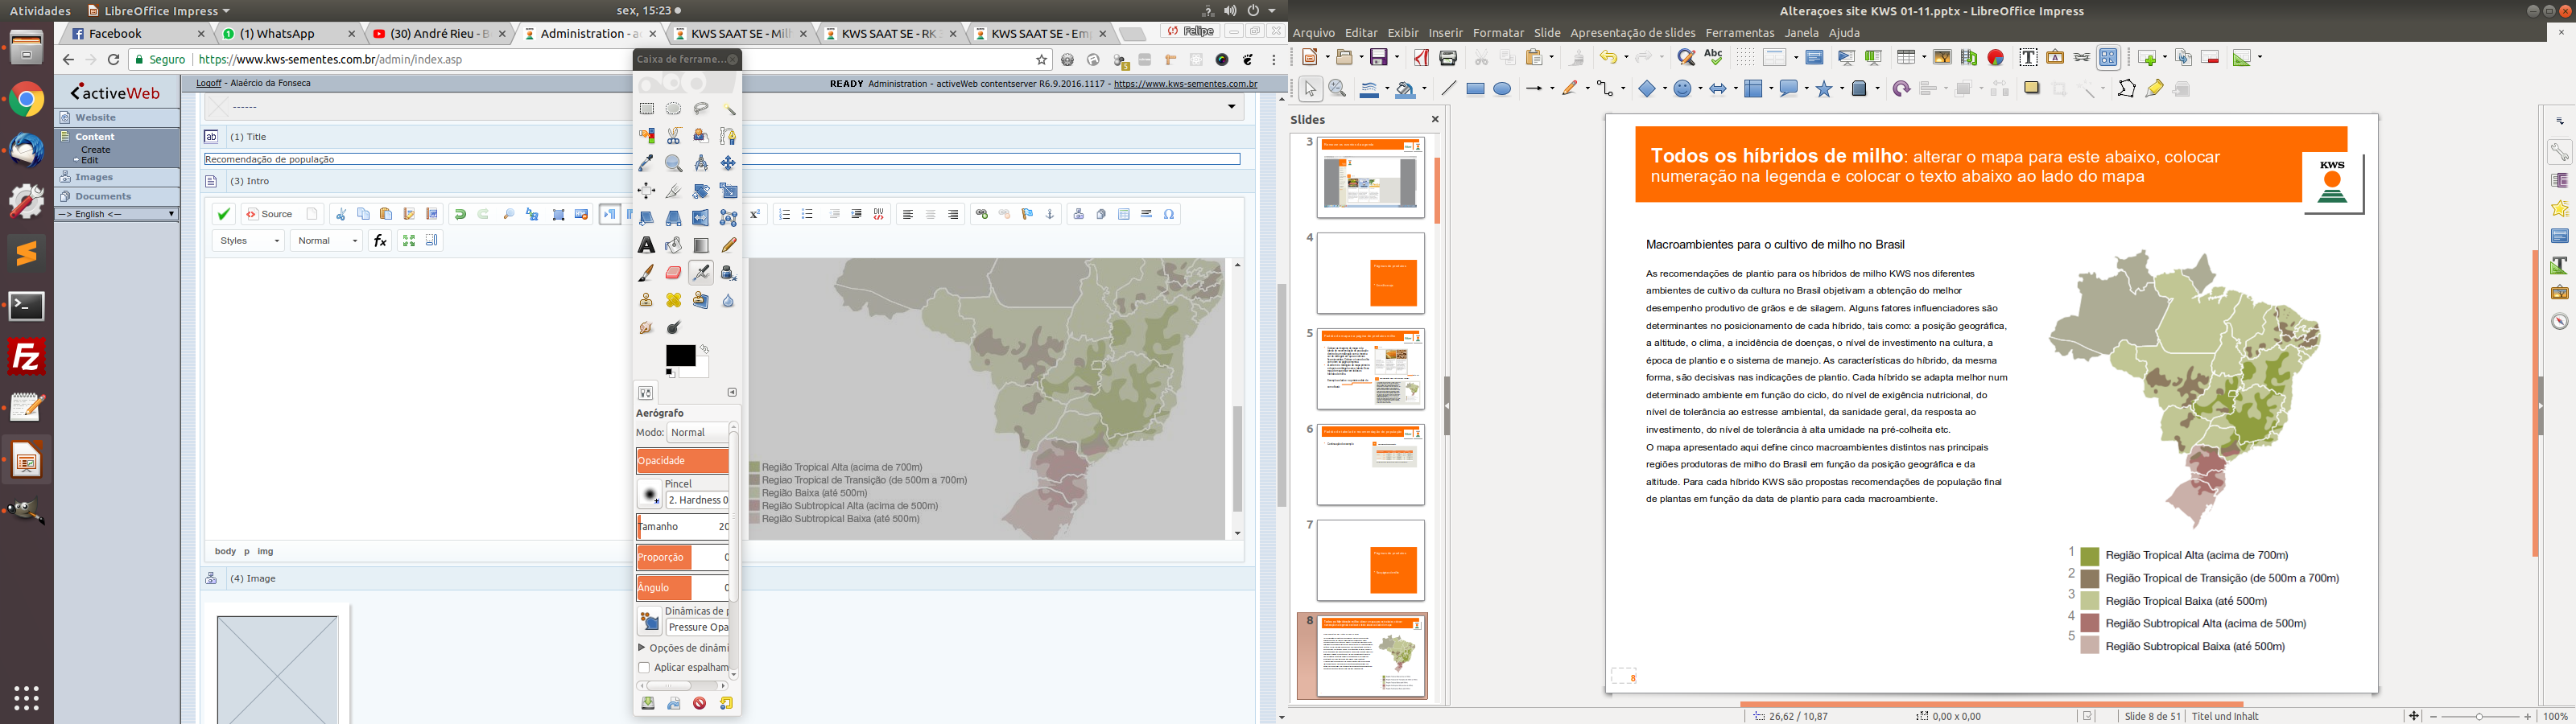 Atividades
LibreOffice Impress
sex, 15:23
Facebook
(1) WhatsApp
(30) André Rieu - B
Administration - a
KWS SAAT SE - Mil
KWS SAAT SE - RK
KWS SAAT SE - Em
Felipe
Seguro
https://www.kws-sementes.com.br/admin/index.asp
activeWeb
Website
Content
Create
Edit
Images
Documents
--> English <--
Logoff - Alaércio da Fonseca
READY Administration - activeWeb contentserver R6.9.2016.1117 - https://www.kws-sementes.com.br
------
ab
(1) Title
Recomendação de população
(3) Intro
Source
Styles
Normal
fx
Região Tropical Alta (acima de 700m)
Regiao Tropical de Transição (de 500m a 700m)
Região Baixa (até 500m)
Região Subtropical Alta (acima de 500m)
Região Subtropical Baixa (até 500m)
body p img
(4) Image
Caixa de ferrame...
Aerógrafo
Modo: Normal
Opacidade
Pincel
2. Hardness 0
Tamanho 20
Proporção 0
Ângulo 0
Dinâmicas de p
Pressure Opa
Opções de dinâmi
Aplicar espalham
Alteraçoes site KWS 01-11.pptx - LibreOffice Impress
Arquivo Editar Exibir Inserir Formatar Slide Apresentação de slides Ferramentas Janela Ajuda
Slides
3
4
5
6
7
8
Todos os híbridos de milho: alterar o mapa para este abaixo, colocar
numeração na legenda e colocar o texto abaixo ao lado do mapa
KWS
Macroambientes para o cultivo de milho no Brasil
As recomendações de plantio para os híbridos de milho KWS nos diferentes
ambientes de cultivo da cultura no Brasil objetivam a obtenção do melhor
desempenho produtivo de grãos e de silagem. Alguns fatores influenciadores são
determinantes no posicionamento de cada híbrido, tais como: a posição geográfica,
a altitude, o clima, a incidência de doenças, o nível de investimento na cultura, a
época de plantio e o sistema de manejo. As características do híbrido, da mesma
forma, são decisivas nas indicações de plantio. Cada híbrido se adapta melhor num
determinado ambiente em função do ciclo, do nível de exigência nutricional, do
nível de tolerância ao estresse ambiental, da sanidade geral, da resposta ao
investimento, do nível de tolerância à alta umidade na pré-colheita etc.
O mapa apresentado aqui define cinco macroambientes distintos nas principais
regiões produtoras de milho do Brasil em função da posição geográfica e da
altitude. Para cada híbrido KWS são propostas recomendações de população final
de plantas em função da data de plantio para cada macroambiente.
1 Região Tropical Alta (acima de 700m)
2 Região Tropical de Transição (de 500m a 700m)
3 Região Tropical Baixa (até 500m)
4 Região Subtropical Alta (acima de 500m)
5 Região Subtropical Baixa (até 500m)
8
26,62 / 10,87
0,00 x 0,00
Slide 8 de 51
Titel und Inhalt
100%